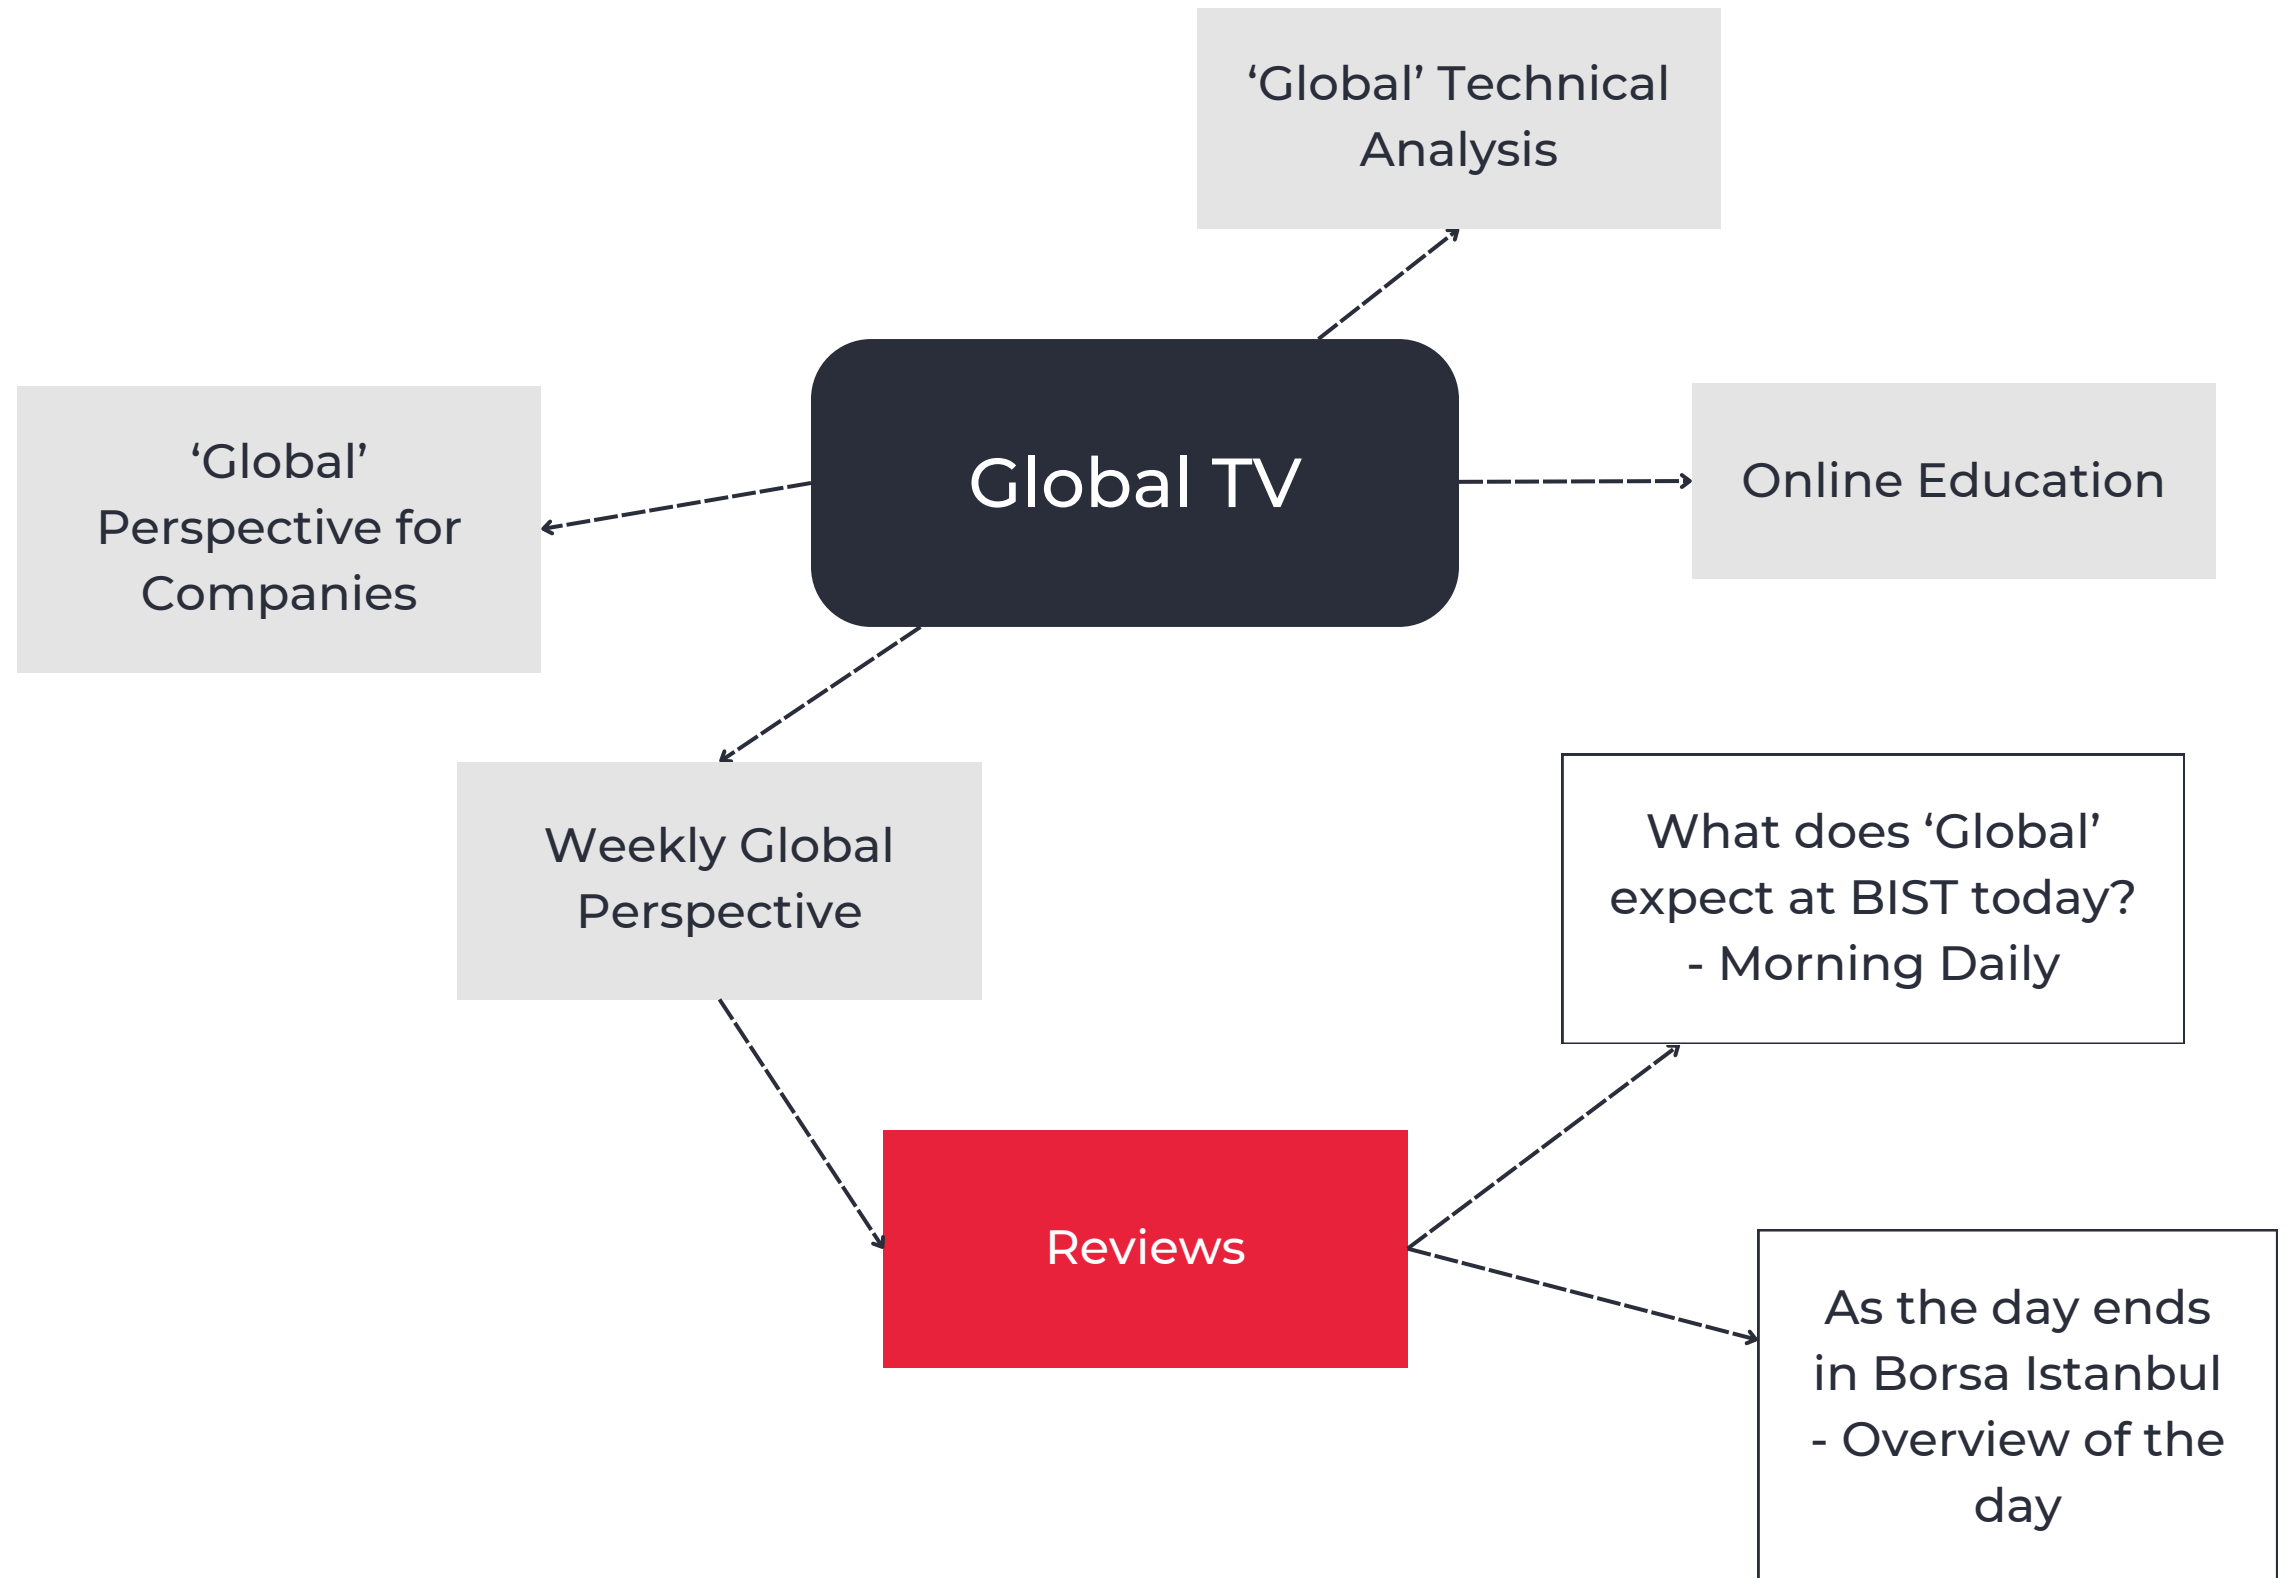 ‘Global’ Technical
Analysis
Global TV
‘Global’
Perspective for
Companies
Online Education
Weekly Global
Perspective
What does ‘Global’
expect at BIST today?
- Morning Daily
Reviews
As the day ends
in Borsa Istanbul
- Overview of the
day